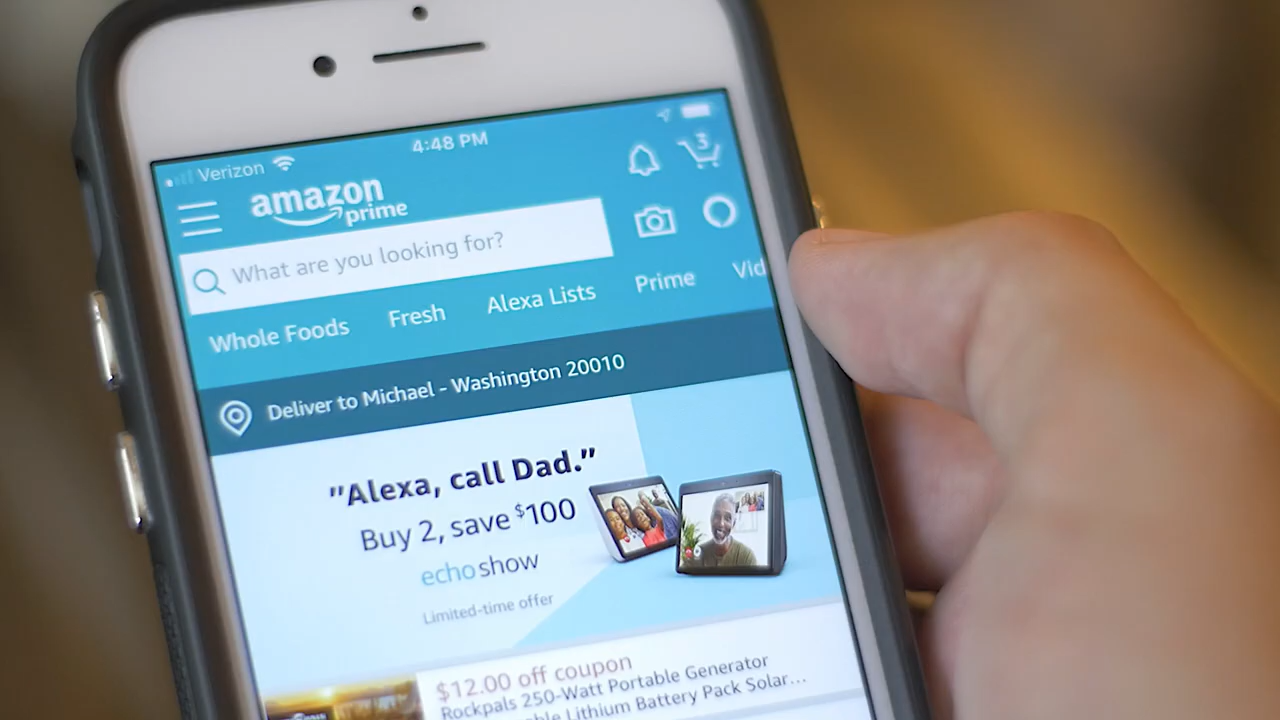 Verizon 4:48 PM
amazon 3
prime
What are you looking for?
Whole Foods Fresh Alexa Lists Prime Vid
Deliver to Michael - Washington 20010
"Alexa, call Dad."
Buy 2, save $100
echo show
Limited-time offer
$12.00 off coupon
Rockpals 250-Watt Portable Generator
ble Lithium Battery Pack Solar...